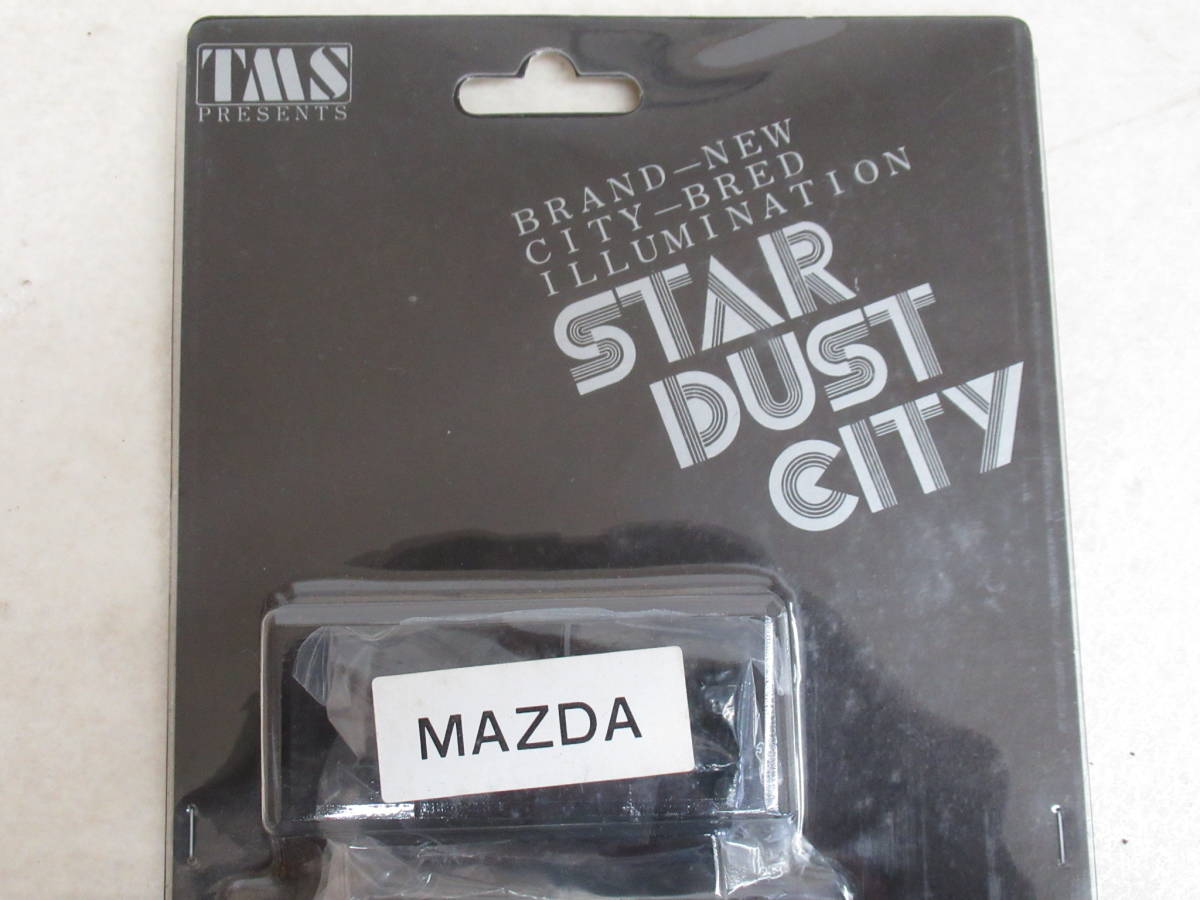 TMS
PRESENTS
BRAND—NEW
CITY—BRED
ILLUMINATION
STAR
DUST
CITY
MAZDA